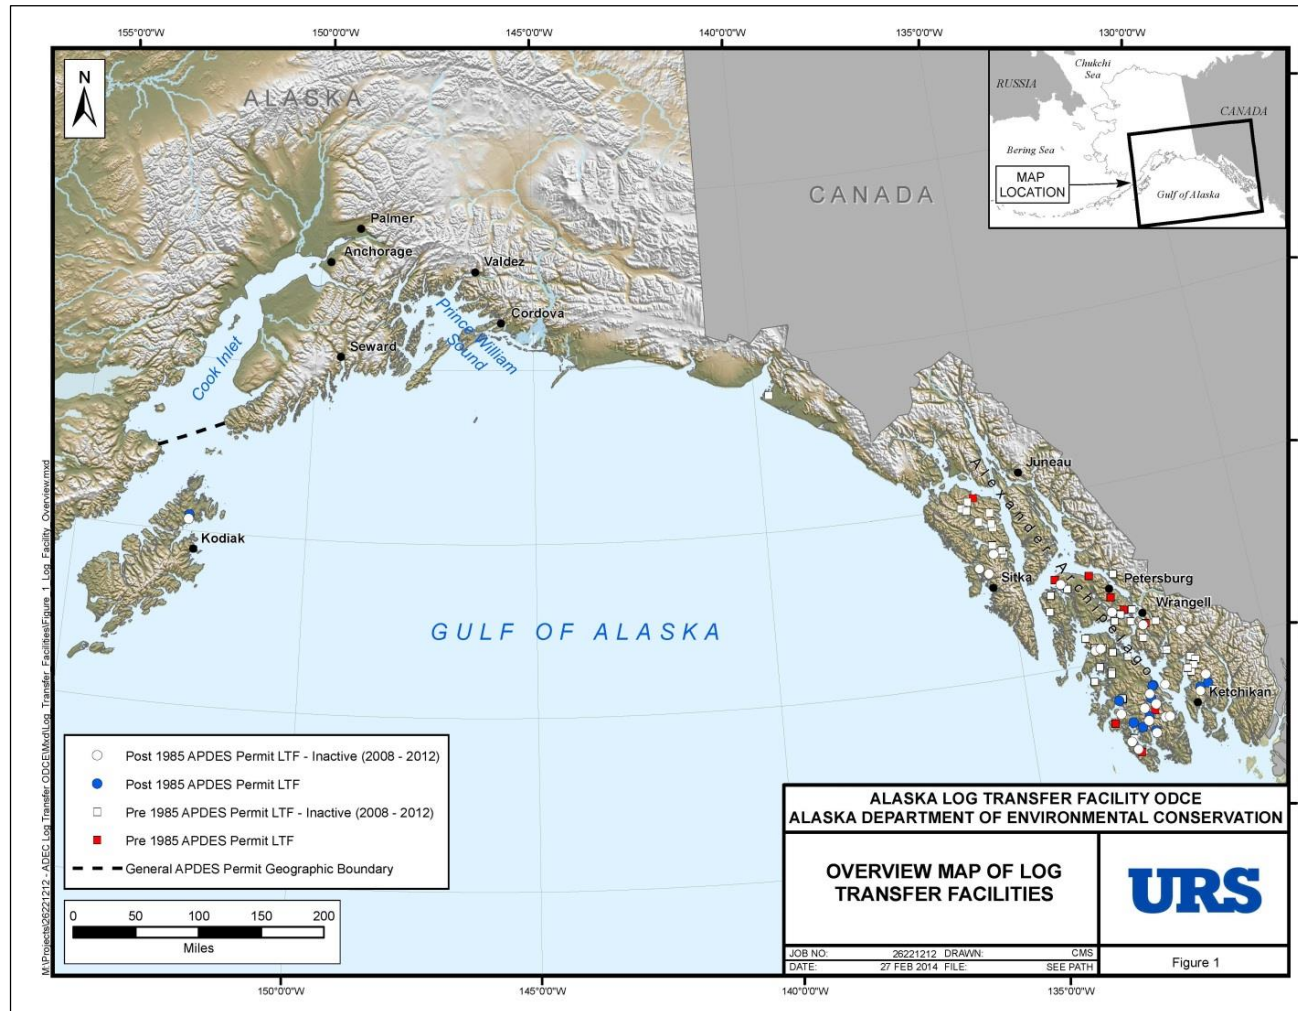 155°0'0"W
150°0'0"W
145°0'0"W
140°0'0"W
135°0'0"W
130°0'0"W
N
ALASKA
CANADA
Chukchi
Sea
RUSSIA
CANADA
Bering Sea
MAP
LOCATION
Gulf of Alaska
Palmer
Anchorage
Valdez
Cordova
Prince William
Sound
Seward
Cook Inlet
Kodiak
Juneau
Alexander Archipelago
Sitka
Petersburg
Wrangell
Ketchikan
GULF OF ALASKA
Post 1985 APDES Permit LTF - Inactive (2008 - 2012)
Post 1985 APDES Permit LTF
Pre 1985 APDES Permit LTF - Inactive (2008 - 2012)
Pre 1985 APDES Permit LTF
General APDES Permit Geographic Boundary
0 50 100 150 200
Miles
ALASKA LOG TRANSFER FACILITY ODCE
ALASKA DEPARTMENT OF ENVIRONMENTAL CONSERVATION
OVERVIEW MAP OF LOG
TRANSFER FACILITIES
URS
JOB NO: 26221212 DRAWN: CMS
DATE: 27 FEB 2014 FILE: SEE PATH
Figure 1
150°0'0"W
145°0'0"W
140°0'0"W
135°0'0"W
M:\Projects\26221212 - ADEC Log Transfer ODCE\Mxd\Log Transfer Facilities\Figure 1 Log Facility Overview.mxd